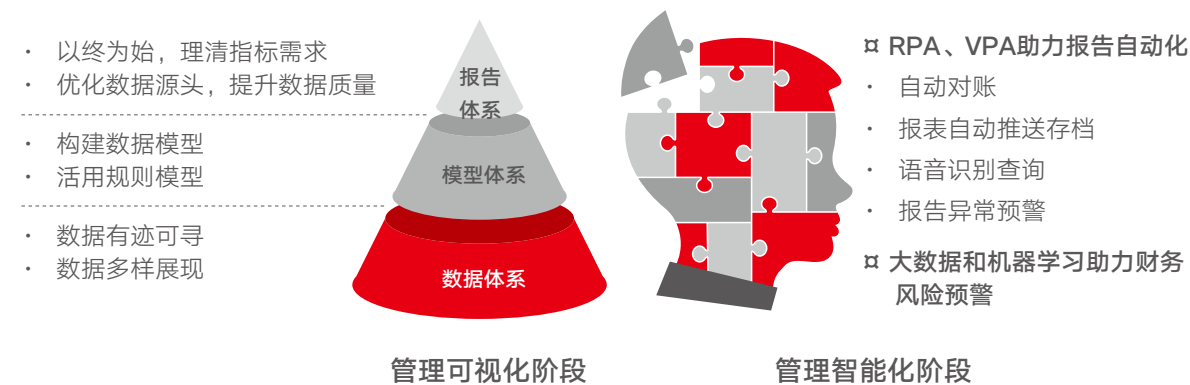 · 以终为始，理清指标需求
· 优化数据源头，提升数据质量
· 构建数据模型
· 活用规则模型
· 数据有迹可寻
· 数据多样展现
报告
体系
模型体系
数据体系
管理可视化阶段
¤ RPA、VPA助力报告自动化
· 自动对账
· 报表自动推送存档
· 语音识别查询
· 报告异常预警
¤ 大数据和机器学习助力财务
风险预警
管理智能化阶段